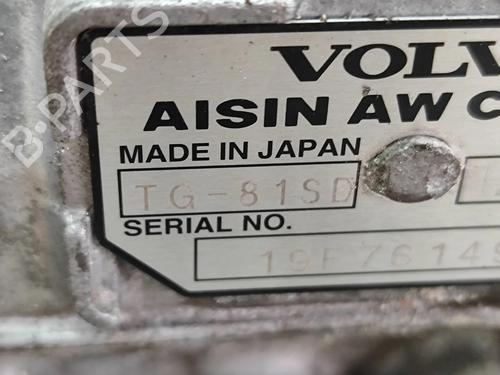 B-PARTS
VOLV
AISIN AW C
MADE IN JAPAN
TG-81SD
SERIAL NO.
19F76149